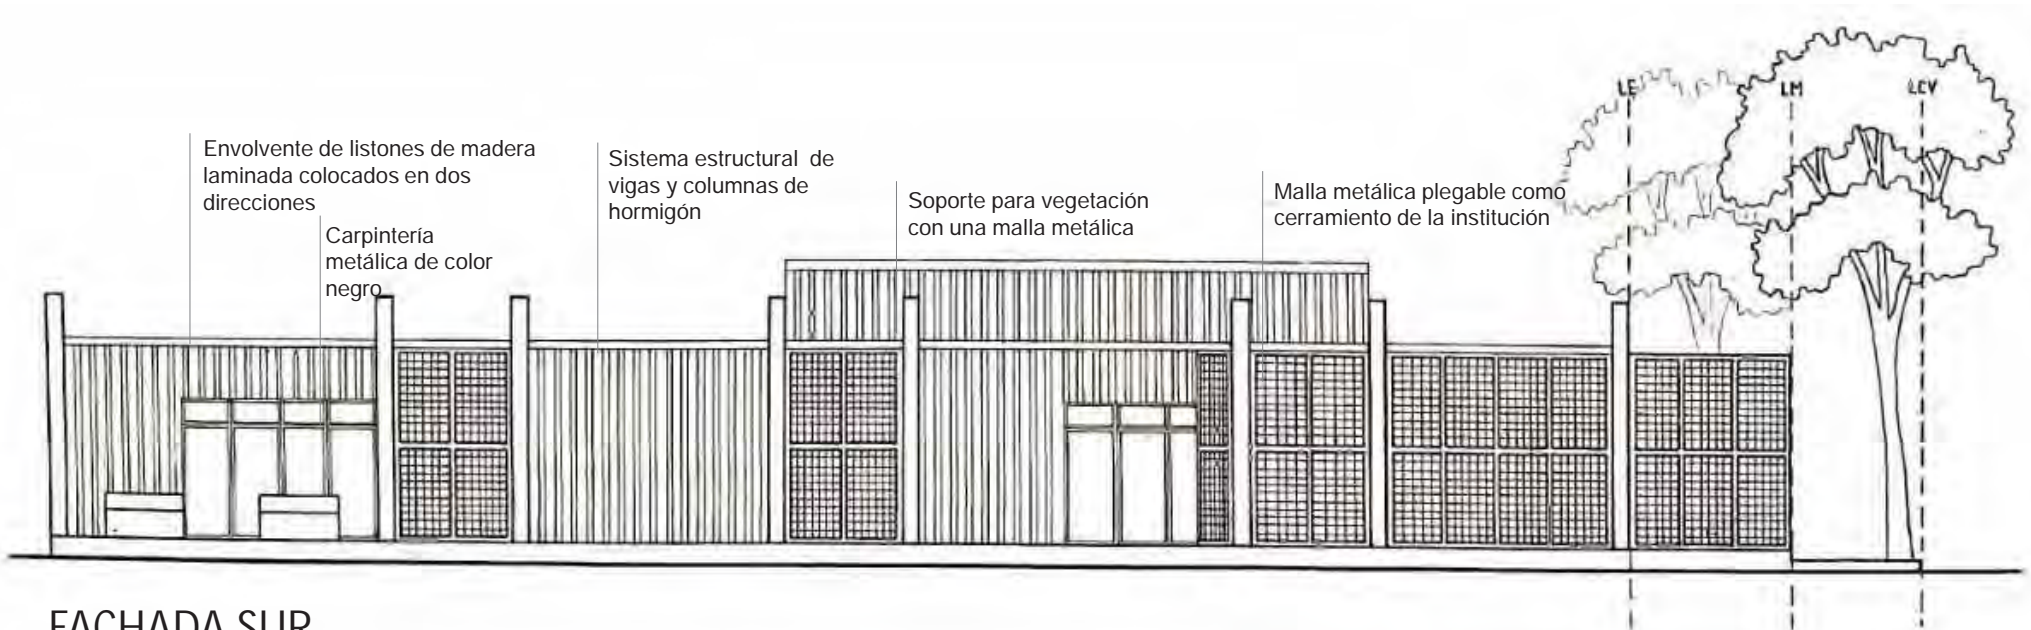 LE
LM
LCV
Envolvente de listones de madera
laminada colocados en dos
direcciones
Carpintería
metálica de color
negro
Sistema estructural de
vigas y columnas de
hormigón
Soporte para vegetación
con una malla metálica
Malla metálica plegable como
cerramiento de la institución
FACHADA SUR